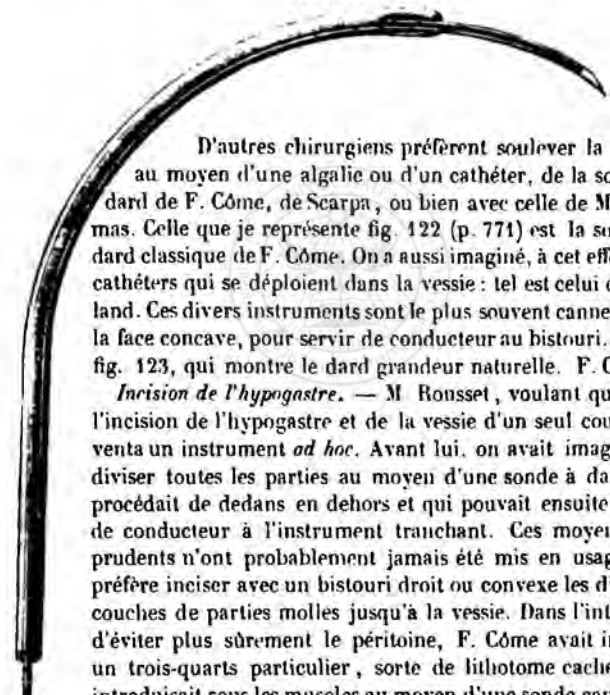 D'autres chirurgiens préfèrent soulever la
au moyen d'une algalie ou d'un cathéter, de la so
dard de F. Côme, de Scarpa, ou bien avec celle de M
mas. Celle que je représente fig. 122 (p. 771) est la so
dard classique de F. Côme. On a aussi imaginé, à cet eff
cathéters qui se déploient dans la vessie : tel est celui
land. Ces divers instruments sont le plus souvent canne
la face concave, pour servir de conducteur au bistouri.
fig. 123, qui montre le dard grandeur naturelle. F. C
Incision de l'hypogastre. — M Rousset, voulant qu
l'incision de l'hypogastre et de la vessie d'un seul cou
venta un instrument ad hoc. Avant lui, on avait imag
diviser toutes les parties au moyen d'une sonde à da
procédait de dedans en dehors et qui pouvait ensuite
de conducteur à l'instrument tranchant. Ces moye
prudents n'ont probablement jamais été mis en usag
préfère inciser avec un bistouri droit ou convexe les d
couches de parties molles jusqu'à la vessie. Dans l'int
d'éviter plus sûrement le péritoine, F. Côme avait i
un trois-quarts particulier, sorte de lithotome cache
introduisait sous les muscles au moyen d'une sonde